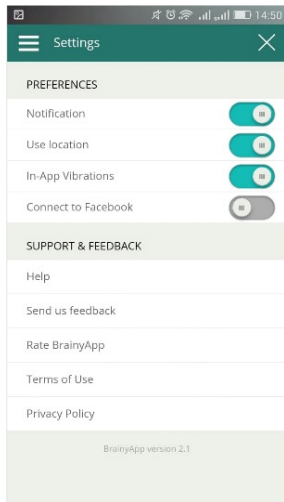 14:50
Settings
PREFERENCES
Notification
Use location
In-App Vibrations
Connect to Facebook
SUPPORT & FEEDBACK
Help
Send us feedback
Rate BrainyApp
Terms of Use
Privacy Policy
BrainyApp version 2.1